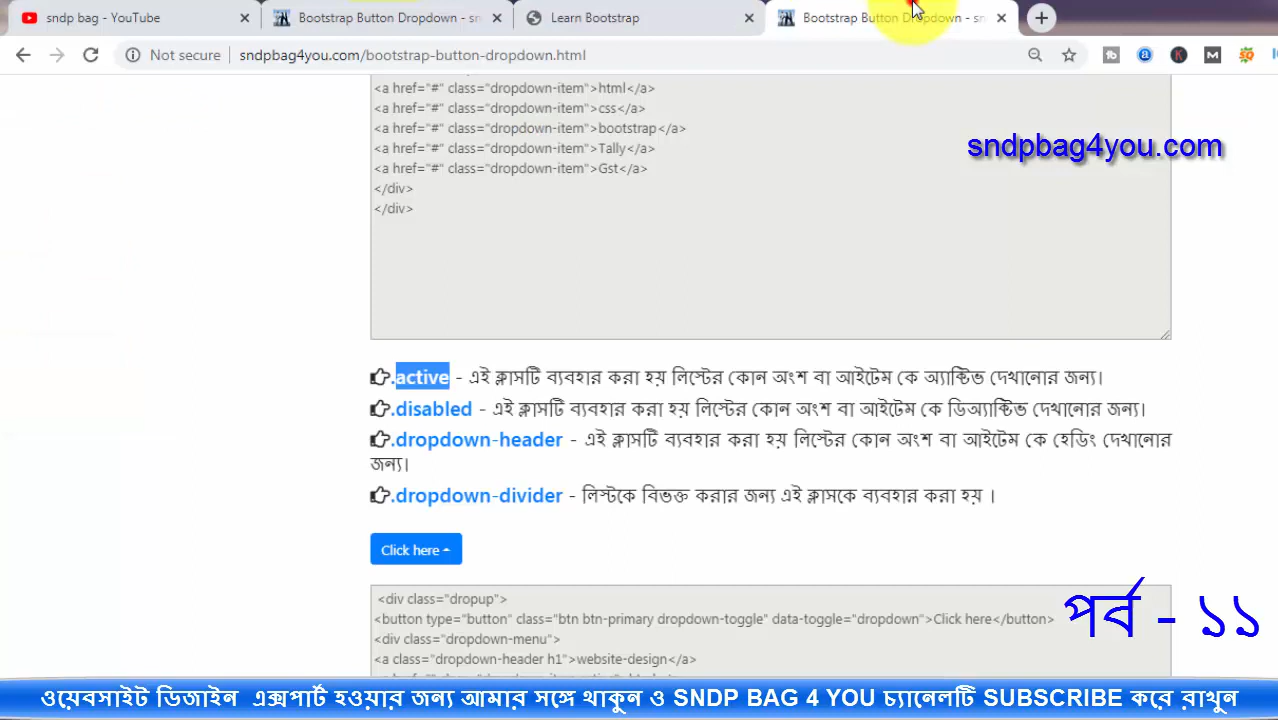 sndp bag - YouTube
Bootstrap Button Dropdown - sn
Learn Bootstrap
Bootstrap Button Dropdown - sn
Not secure
sndpbag4you.com/bootstrap-button-dropdown.html
<a href="#" class="dropdown-item">html</a>
<a href="#" class="dropdown-item">css</a>
<a href="#" class="dropdown-item">bootstrap</a>
<a href="#" class="dropdown-item">Tally</a>
<a href="#" class="dropdown-item">Gst</a>
</div>
</div>
sndpbag4you.com
.active - এই ক্লাসটি ব্যবহার করা হয় লিস্টের কোন অংশ বা আইটেম কে অ্যাক্টিভ দেখানোর জন্য।
.disabled - এই ক্লাসটি ব্যবহার করা হয় লিস্টের কোন অংশ বা আইটেম কে ডিঅ্যাক্টিভ দেখানোর জন্য।
.dropdown-header - এই ক্লাসটি ব্যবহার করা হয় লিস্টের কোন অংশ বা আইটেম কে হেডিং দেখানোর
জন্য।
.dropdown-divider - লিস্টকে বিভক্ত করার জন্য এই ক্লাসকে ব্যবহার করা হয় ।
Click here
<div class="dropup">
<button type="button" class="btn btn-primary dropdown-toggle" data-toggle="dropdown">Click here</button>
<div class="dropdown-menu">
<a class="dropdown-header h1">website-design</a>
পর্ব - ১১
ওয়েবসাইট ডিজাইন এক্সপার্ট হওয়ার জন্য আমার সঙ্গে থাকুন ও SNDP BAG 4 YOU চ্যানেলটি SUBSCRIBE করে রাখুন